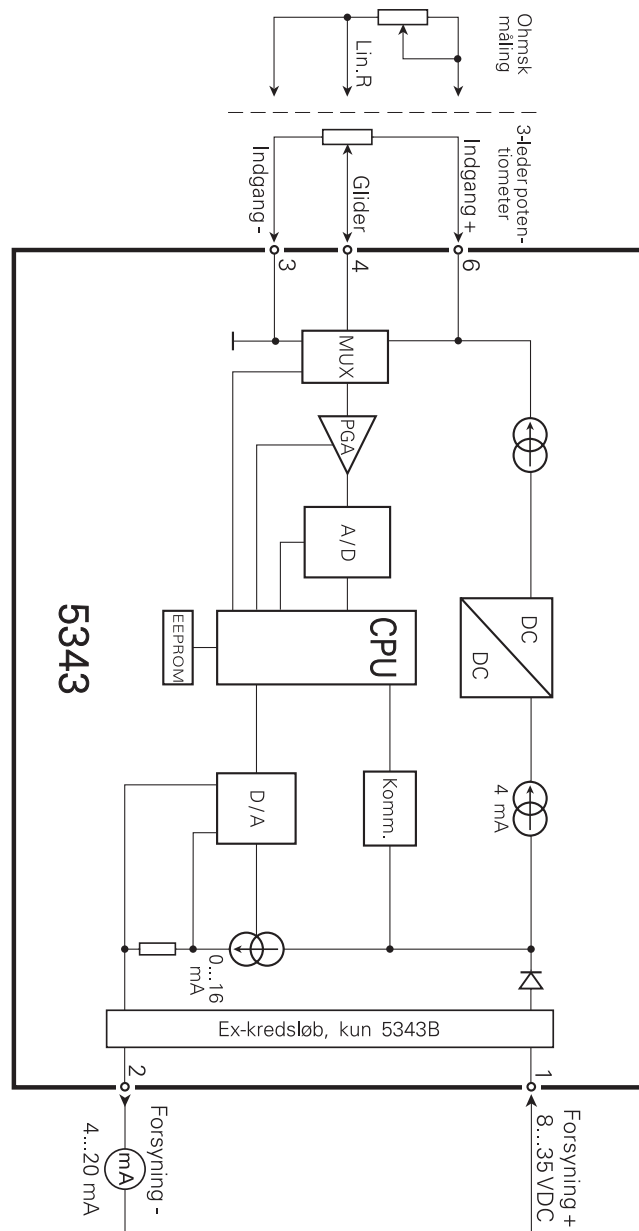 Ohmsk
måling
Lin.R
3-lederpoten-
tiometer
Indgang +
Glider
Indgang -
6
4
3
MUX
PGA
A/D
CPU
EEPROM
5343
DC
DC
D/A
Komm.
4 mA
0...16
mA
Ex-kredsløb, kun 5343B
1
2
Forsyning +
8...35 VDC
Forsyning -
4...20 mA
mA